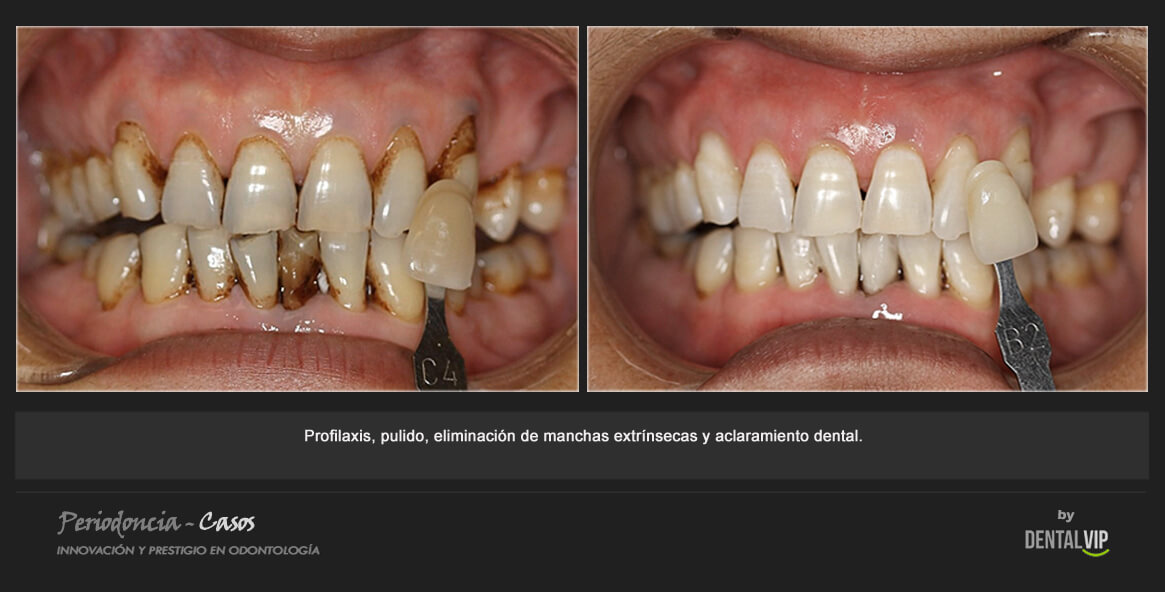 C4
B2
Profilaxis, pulido, eliminación de manchas extrínsecas y aclaramiento dental.
Periodoncia - Casos
INNOVACIÓN Y PRESTIGIO EN ODONTOLOGÍA
by
DENTALVIP